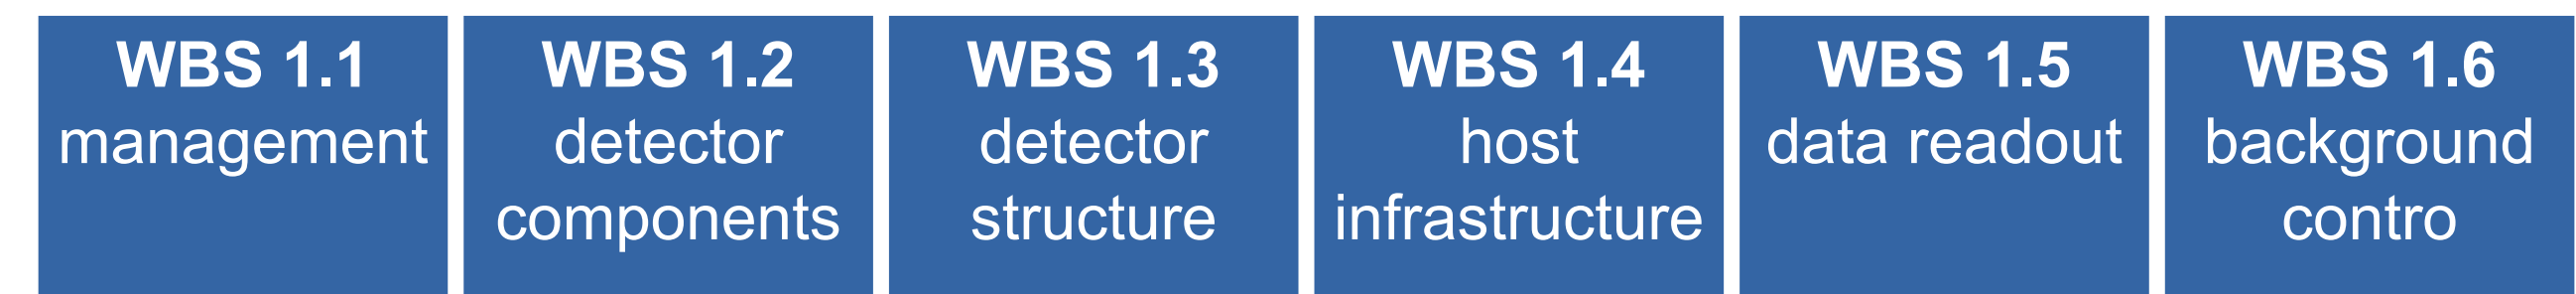 WBS 1.1
management
WBS 1.2
detector
components
WBS 1.3
detector
structure
WBS 1.4
host
infrastructure
WBS 1.5
data readout
WBS 1.6
background
contro